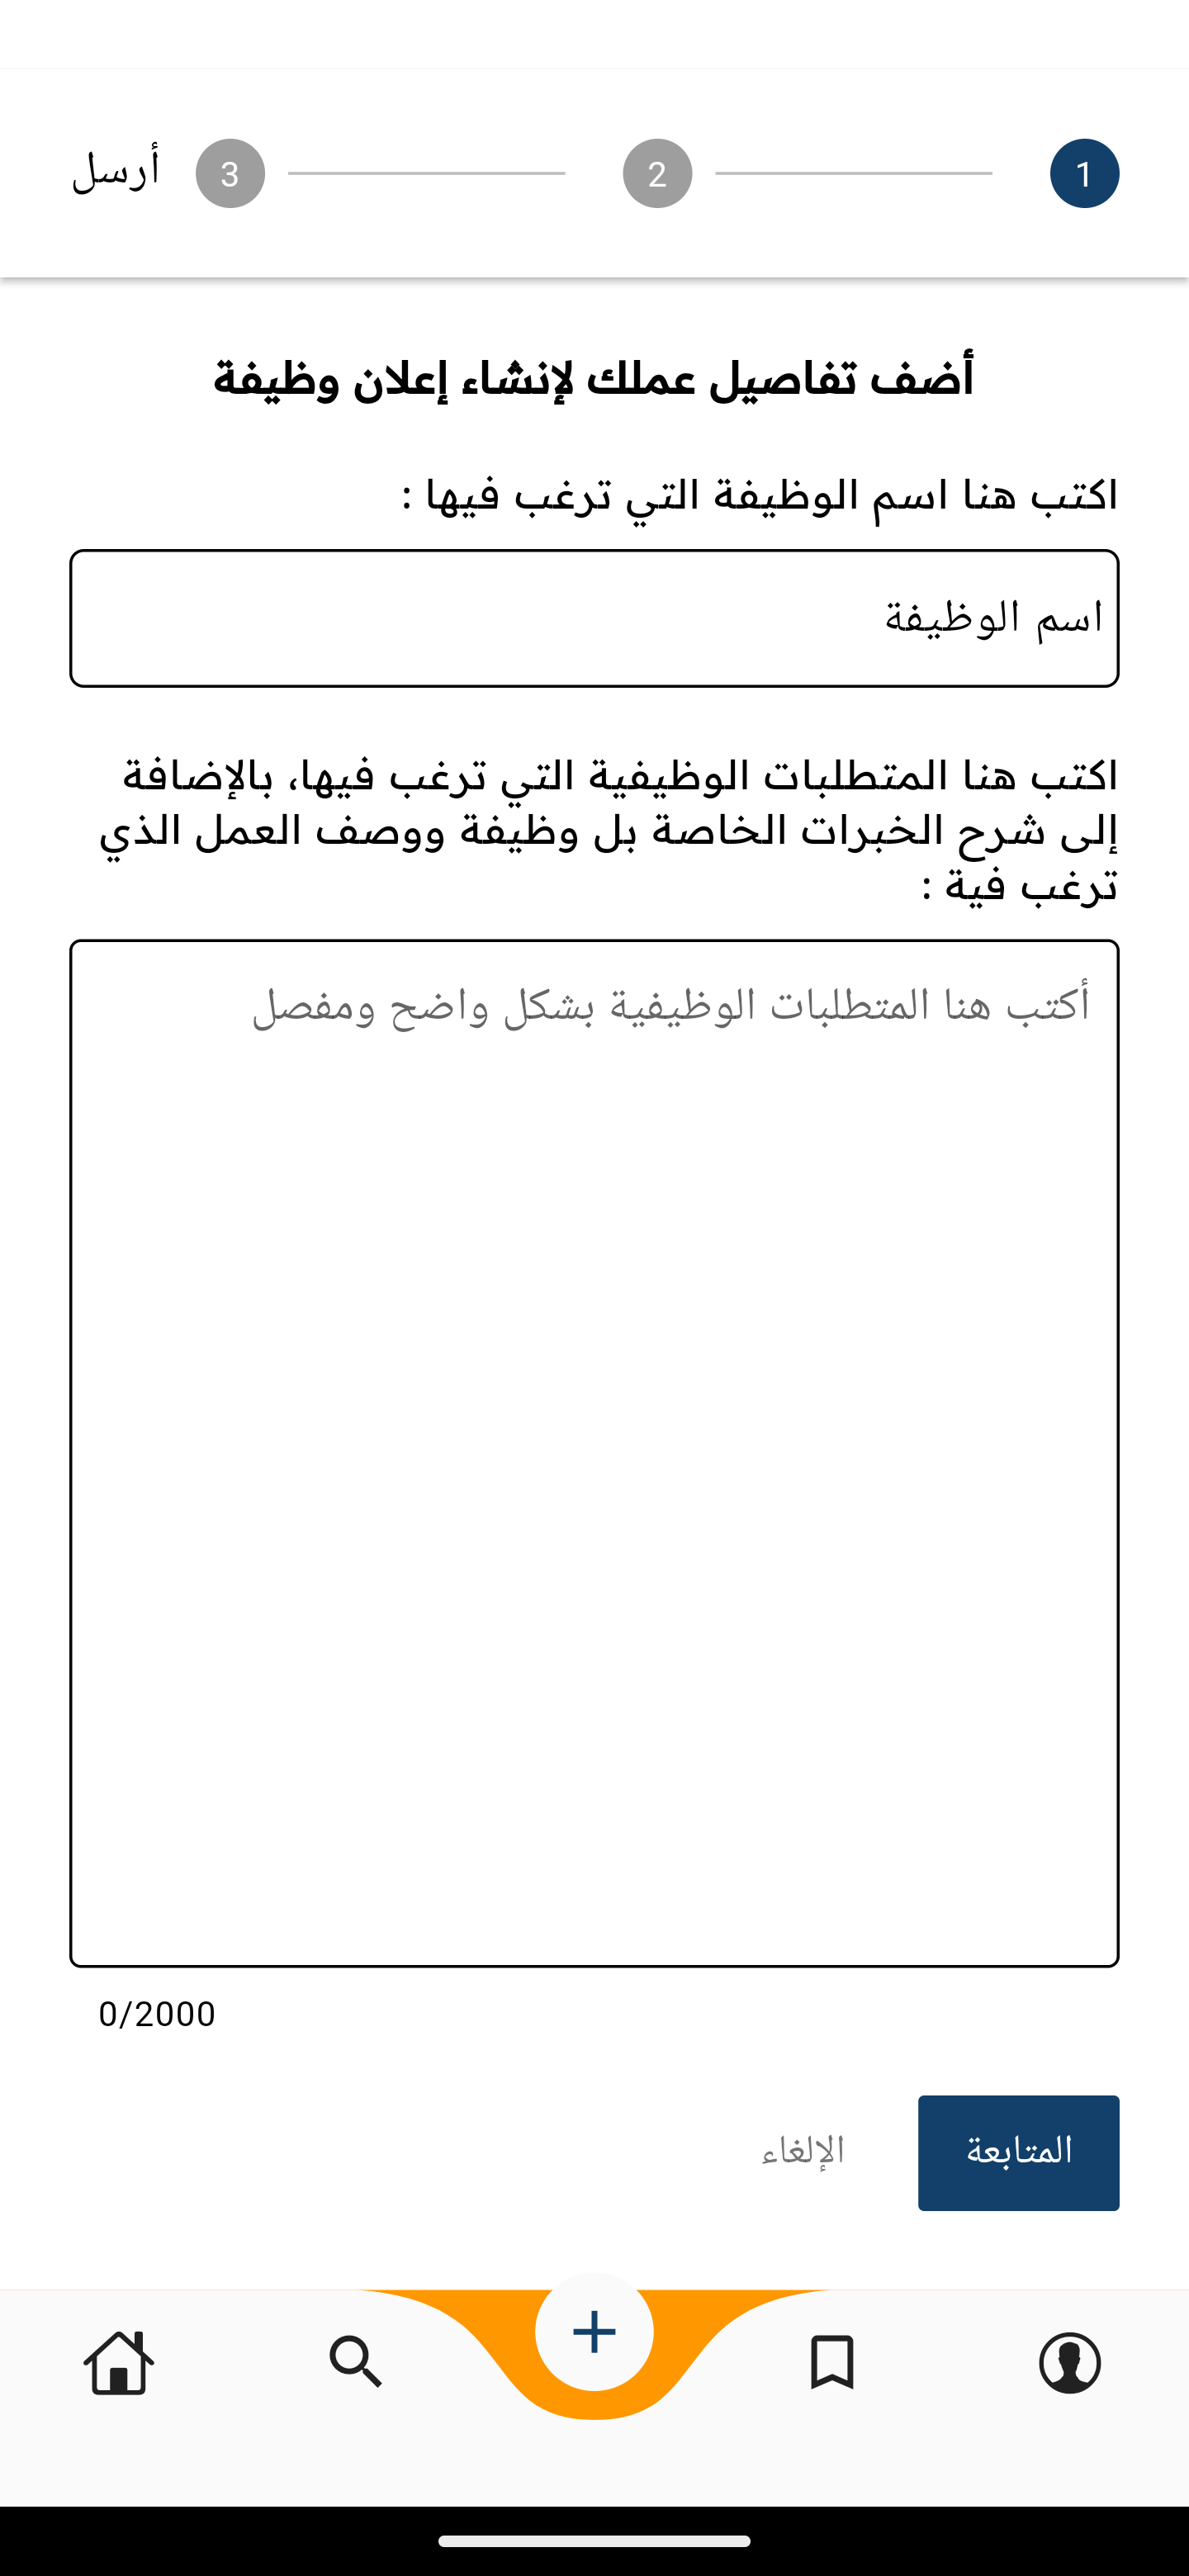 1
2
3
أرسل
أضف تفاصيل عملك لإنشاء إعلان وظيفة
اكتب هنا اسم الوظيفة التي ترغب فيها :
اسم الوظيفة
اكتب هنا المتطلبات الوظيفية التي ترغب فيها، بالإضافة
إلى شرح الخبرات الخاصة بل وظيفة ووصف العمل الذي
ترغب فية :
أكتب هنا المتطلبات الوظيفية بشكل واضح ومفصل
0/2000
المتابعة
الإلغاء